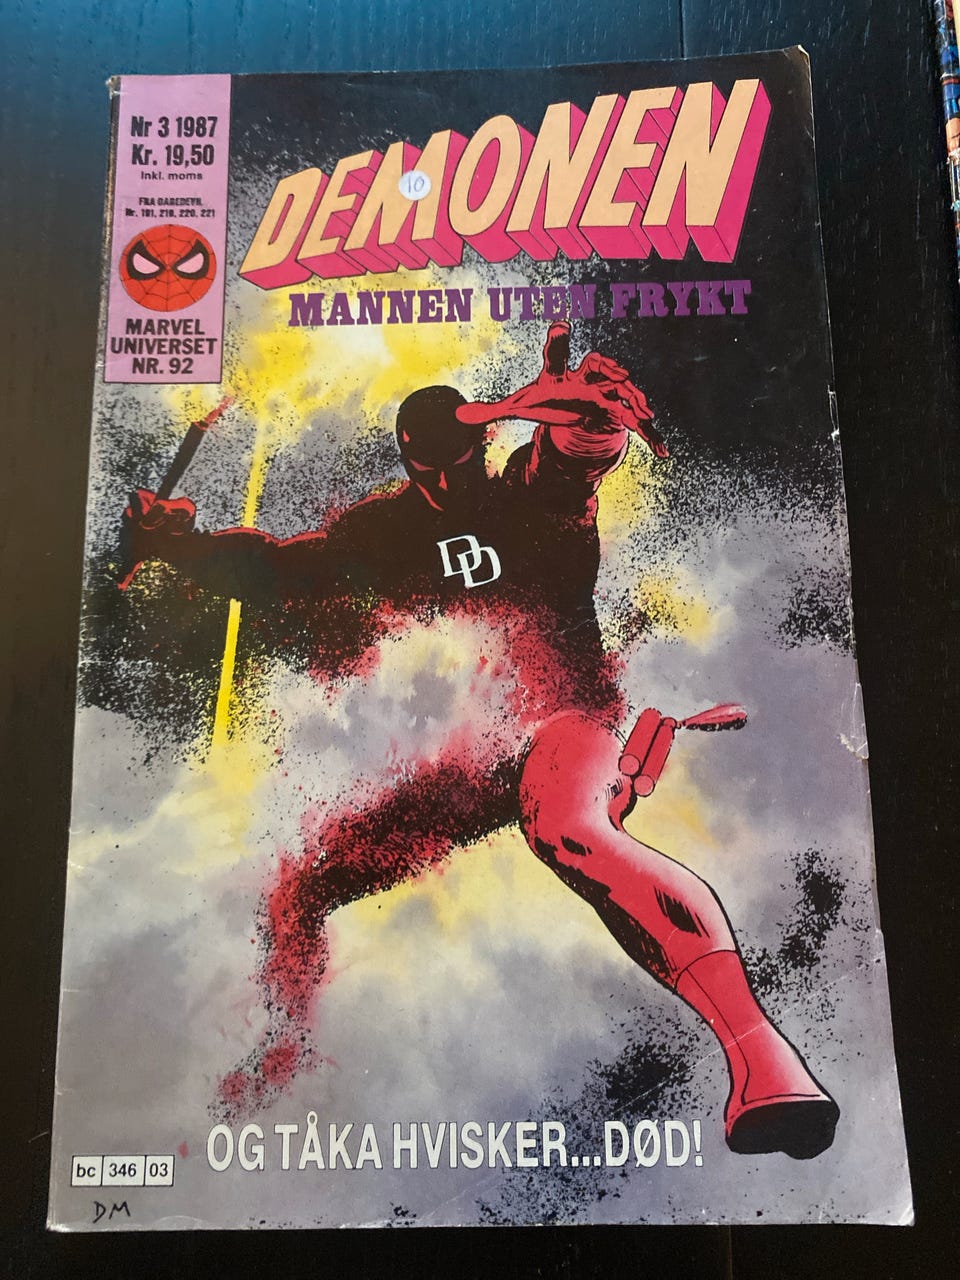 Nr 3 1987
Kr. 19,50
Inkl. moms
FRA DAREDEVIL
Nr. 191, 219, 220, 221
MARVEL
UNIVERSET
NR. 92
DEMONEN
10
MANNEN UTEN FRYKT
DD
OG TÅKA HVISKER...DØD!
bc 346 03
DM